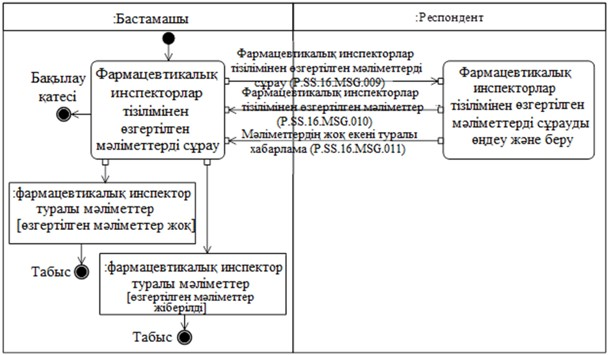 :Бастамашы
:Респондент
Бақылау
қатесі
Фармацевтикалық
инспекторлар
тізілімінен
өзгертілген
мәліметтерді сұрау
Фармацевтикалық инспекторлар
тізілімінен өзгертілген мәліметтерді
сұрау (P.SS.16.MSG.009)
Фармацевтикалық инспекторлар
тізілімінен өзгертілген мәліметтер
(P.SS.16.MSG.010)
Мәліметтердің жоқ екені туралы
хабарлама (P.SS.16.MSG.011)
Фармацевтикалық
инспекторлар
тізілімінен өзгертілген
мәліметтерді сұрауды
өңдеу және беру
:фармацевтикалық инспектор
туралы мәліметтер
[өзгертілген мәліметтер жоқ]
Табыс
:фармацевтикалық инспектор
туралы мәліметтер
[өзгертілген мәліметтер
жіберілді]
Табыс